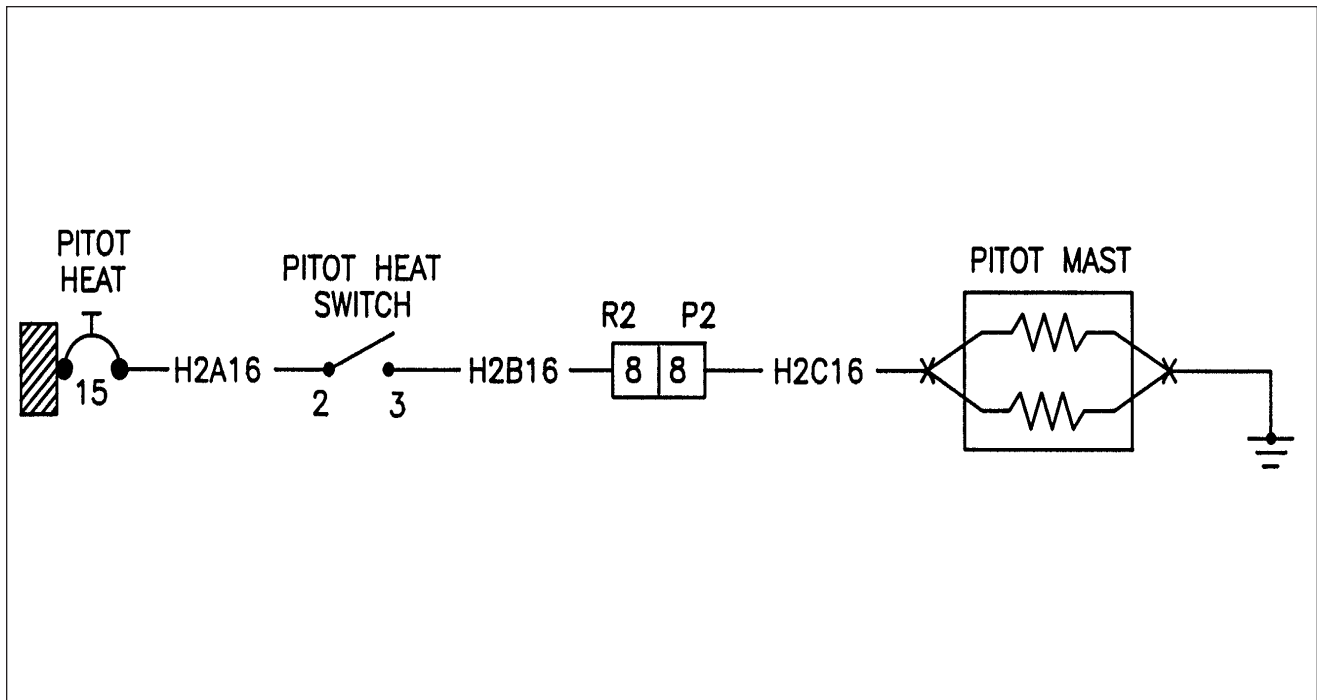 PITOT
HEAT
15
H2A16
PITOT HEAT
SWITCH
2
3
H2B16
R2
P2
8
8
H2C16
PITOT MAST